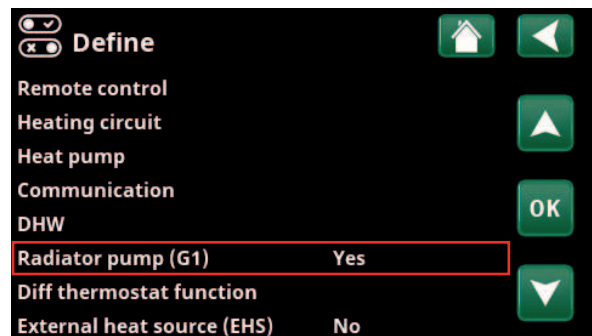 Define
Remote control
Heating circuit
Heat pump
Communication
DHW
OK
Radiator pump (G1) Yes
Diff thermostat function
External heat source (EHS) No